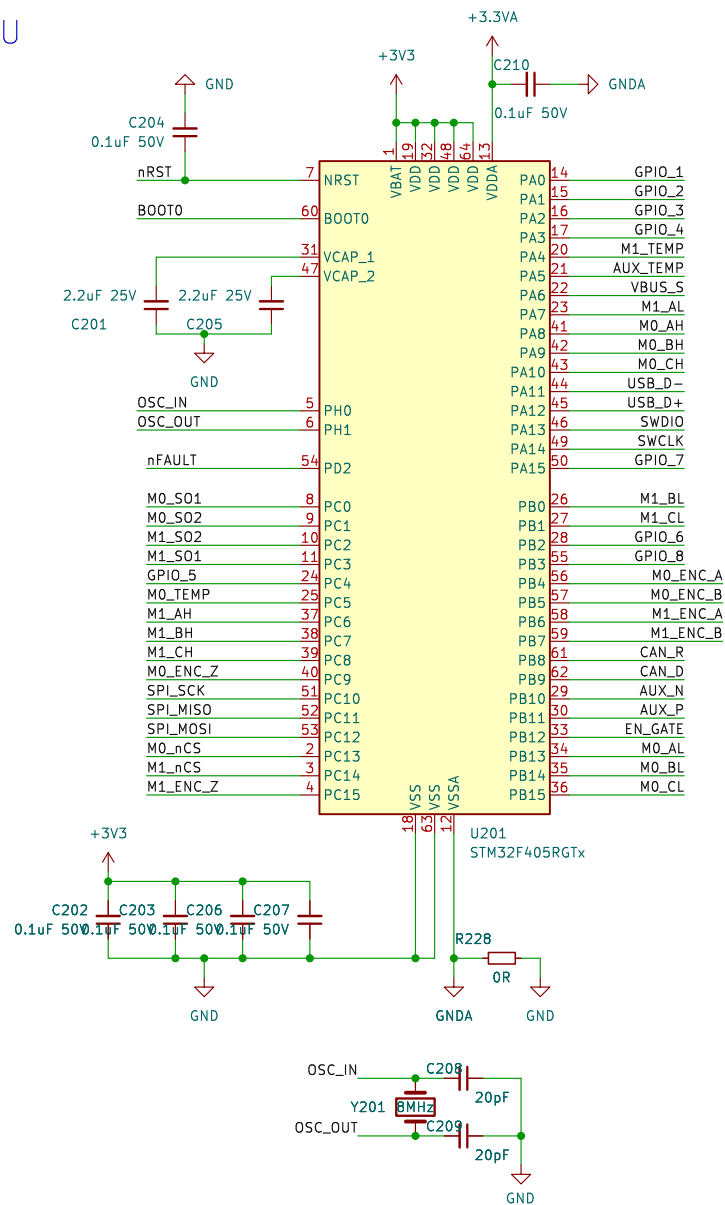 U
+3.3VA
+3V3
C210
GND
GNDA
C204
0.1uF 50V
0.1uF 50V
1
19
32
48
64
13
VBAT
VDD
VDD
VDD
VDD
VDDA
nRST 7 NRST
BOOT0 60 BOOT0
31 VCAP_1
47 VCAP_2
2.2uF 25V 2.2uF 25V
C201 C205
GND
OSC_IN 5 PH0
OSC_OUT 6 PH1
nFAULT 54 PD2
M0_SO1 8 PC0
M0_SO2 9 PC1
M1_SO2 10 PC2
M1_SO1 11 PC3
GPIO_5 24 PC4
M0_TEMP 25 PC5
M1_AH 37 PC6
M1_BH 38 PC7
M1_CH 39 PC8
M0_ENC_Z 40 PC9
SPI_SCK 51 PC10
SPI_MISO 52 PC11
SPI_MOSI 53 PC12
M0_nCS 2 PC13
M1_nCS 3 PC14
M1_ENC_Z 4 PC15
PA0 14 GPIO_1
PA1 15 GPIO_2
PA2 16 GPIO_3
PA3 17 GPIO_4
PA4 20 M1_TEMP
PA5 21 AUX_TEMP
PA6 22 VBUS_S
PA7 23 M1_AL
PA8 41 M0_AH
PA9 42 M0_BH
PA10 43 M0_CH
PA11 44 USB_D-
PA12 45 USB_D+
PA13 46 SWDIO
PA14 49 SWCLK
PA15 50 GPIO_7
PB0 26 M1_BL
PB1 27 M1_CL
PB2 28 GPIO_6
PB3 55 GPIO_8
PB4 56 M0_ENC_A
PB5 57 M0_ENC_B
PB6 58 M1_ENC_A
PB7 59 M1_ENC_B
PB8 61 CAN_R
PB9 62 CAN_D
PB10 29 AUX_N
PB11 30 AUX_P
PB12 33 EN_GATE
PB13 34 M0_AL
PB14 35 M0_BL
PB15 36 M0_CL
VSS
VSS
VSSA
18
63
12
U201
STM32F405RGTx
+3V3
C202 C203 C206 C207
0.1uF 50V 0.1uF 50V 0.1uF 50V 0.1uF 50V
GND
R228
0R
GNDA
GND
OSC_IN
C208
20pF
Y201 8MHz
OSC_OUT
C209
20pF
GND